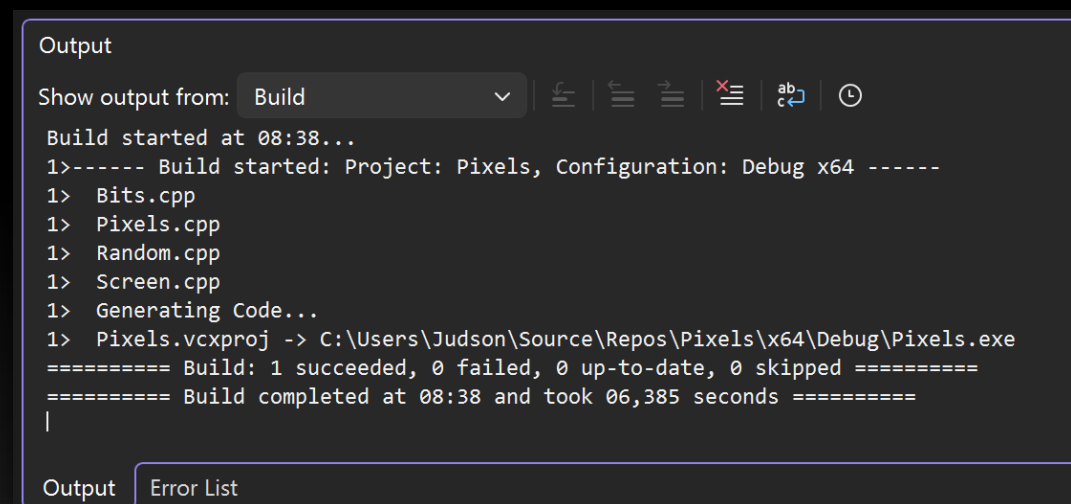 Output
Show output from: Build
Build started at 08:38...
1>------ Build started: Project: Pixels, Configuration: Debug x64 ------
1>  Bits.cpp
1>  Pixels.cpp
1>  Random.cpp
1>  Screen.cpp
1>  Generating Code...
1>  Pixels.vcxproj -> C:\Users\Judson\Source\Repos\Pixels\x64\Debug\Pixels.exe
========== Build: 1 succeeded, 0 failed, 0 up-to-date, 0 skipped ==========
========== Build completed at 08:38 and took 06,385 seconds ==========
Output Error List